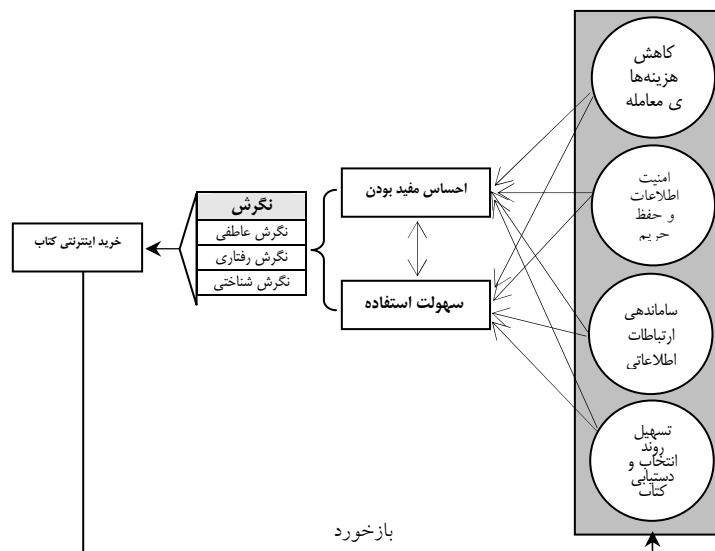 کاهش
هزینه‌ها
ی معامله
امنیت
اطلاعات
و حفظ
حریم
ساماندهی
ارتباطات
اطلاعاتی
تسهیل
روند
انتخاب و
دستیابی
کتاب
احساس مفید بودن
سهولت استفاده
نگرش
نگرش عاطفی
نگرش رفتاری
نگرش شناختی
خرید اینترنتی کتاب
بازخورد